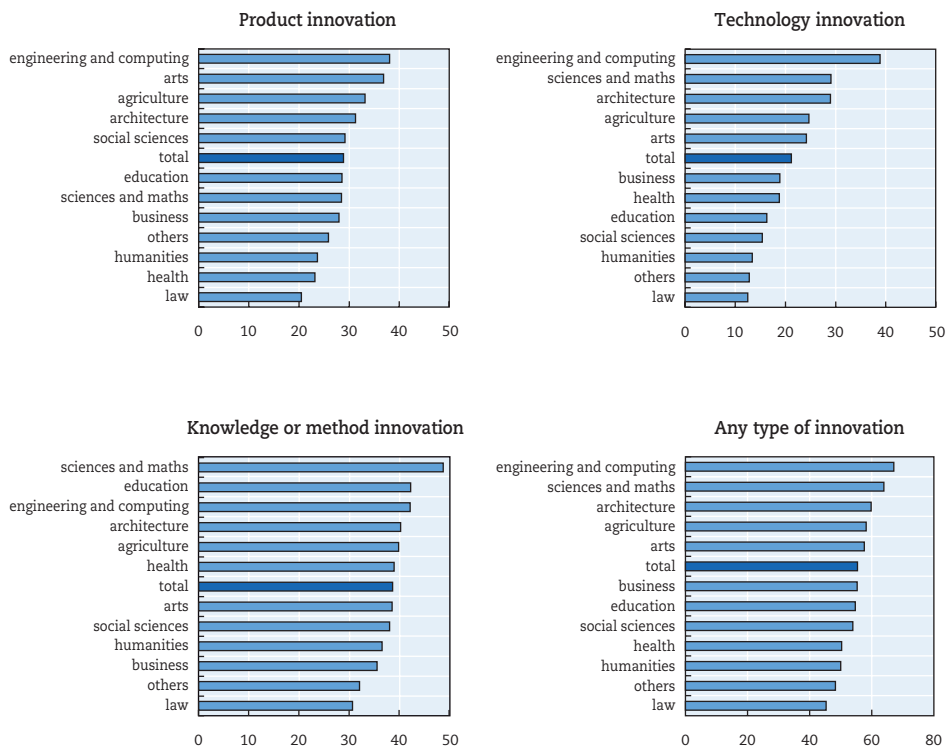 Product innovation
engineering and computing
arts
agriculture
architecture
social sciences
total
education
sciences and maths
business
others
humanities
health
law
0 10 20 30 40 50
Technology innovation
engineering and computing
sciences and maths
architecture
agriculture
arts
total
business
health
education
social sciences
humanities
others
law
0 10 20 30 40 50
Knowledge or method innovation
sciences and maths
education
engineering and computing
architecture
agriculture
health
total
arts
social sciences
humanities
business
others
law
0 10 20 30 40 50
Any type of innovation
engineering and computing
sciences and maths
architecture
agriculture
arts
total
business
education
social sciences
health
humanities
others
law
0 20 40 60 80